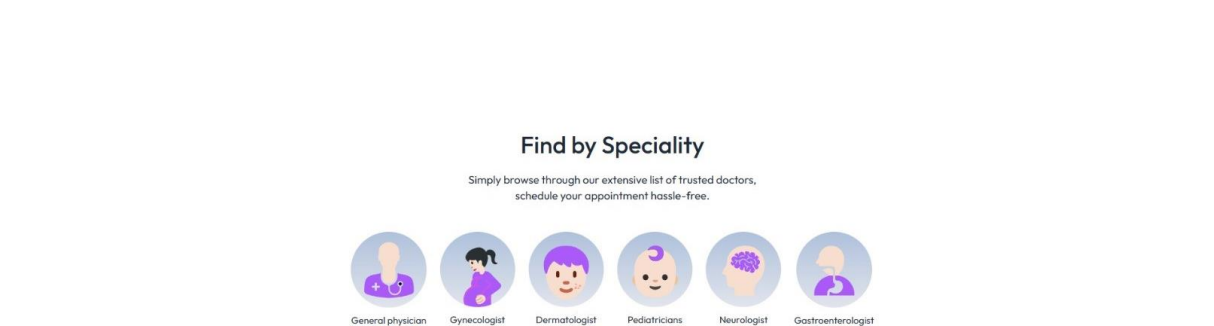 Find by Speciality
Simply browse through our extensive list of trusted doctors,
schedule your appointment hassle-free.
General physician
Gynecologist
Dermatologist
Pediatricians
Neurologist
Gastroenterologist